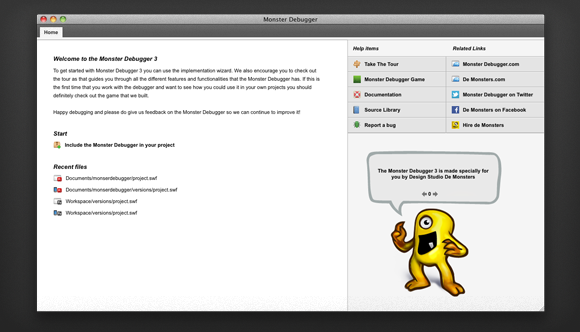 Monster Debugger
Home
Welcome to the Monster Debugger 3
To get started with Monster Debugger 3 you can use the implementation wizard. We also encourage you to check out
the tour as that guides you through all the different features and functionalities that the Monster Debugger has. If this is
the first time that you work with the debugger and want to see how you could use it in your own projects you should
definitely check out the game that we built.
Happy debugging and please do give us feedback on the Monster Debugger so we can continue to improve it!
Start
Include the Monster Debugger in your project
Recent files
Documents/monserdebugger/project.swf
Documents/monserdebugger/versions/project.swf
Workspace/versions/project.swf
Workspace/versions/project.swf
Help items
Take The Tour
Monster Debugger Game
Documentation
Source Library
Report a bug
Related Links
Monster Debugger.com
De Monsters.com
Monster Debugger on Twitter
De Monsters on Facebook
Hire de Monsters
The Monster Debugger 3 is made specially for
you by Design Studio De Monsters
0